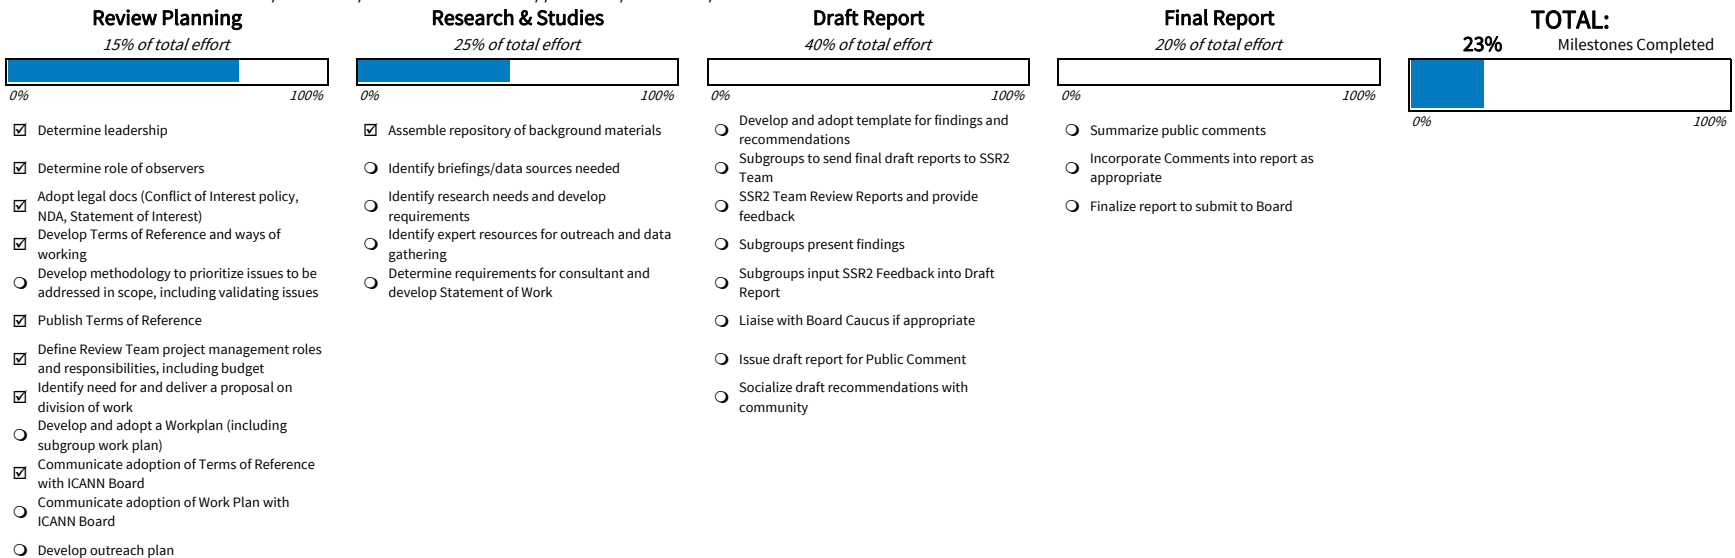 Review Planning
15% of total effort
0% 100%
Determine leadership
Determine role of observers
Adopt legal docs (Conflict of Interest policy,
NDA, Statement of Interest)
Develop Terms of Reference and ways of
working
Develop methodology to prioritize issues to be
addressed in scope, including validating issues
Publish Terms of Reference
Define Review Team project management roles
and responsibilities, including budget
Identify need for and deliver a proposal on
division of work
Develop and adopt a Workplan (including
subgroup work plan)
Communicate adoption of Terms of Reference
with ICANN Board
Communicate adoption of Work Plan with
ICANN Board
Develop outreach plan
Research & Studies
25% of total effort
0% 100%
Assemble repository of background materials
Identify briefings/data sources needed
Identify research needs and develop
requirements
Identify expert resources for outreach and data
gathering
Determine requirements for consultant and
develop Statement of Work
Draft Report
40% of total effort
0% 100%
Develop and adopt template for findings and
recommendations
Subgroups to send final draft reports to SSR2
Team
SSR2 Team Review Reports and provide
feedback
Subgroups present findings
Subgroups input SSR2 Feedback into Draft
Report
Liaise with Board Caucus if appropriate
Issue draft report for Public Comment
Socialize draft recommendations with
community
Final Report
20% of total effort
0% 100%
Summarize public comments
Incorporate Comments into report as
appropriate
Finalize report to submit to Board
TOTAL:
23% Milestones Completed
0% 100%